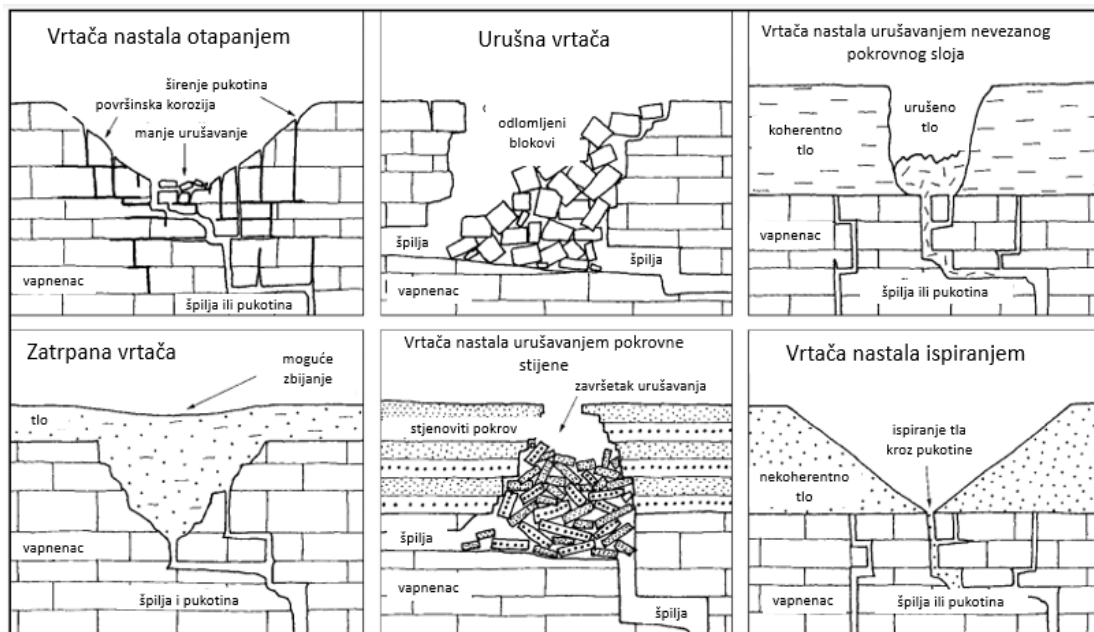 Vrtača nastala otapanjem
širenje pukotina
površinska korozija
manje urušavanje
vapnenac
špilja ili pukotina
Urušna vrtača
odlomljeni
blokovi
špilja
špilja
vapnenac
Vrtača nastala urušavanjem nevezanog
pokrovnog sloja
urušeno
tlo
koherentno
tlo
vapnenac
špilja ili pukotina
Zatrpana vrtača
moguće
zbijanje
tlo
vapnenac
špilja i pukotina
Vrtača nastala urušavanjem pokrovne
stijene
završetak urušavanja
stjenoviti pokrov
špilja
vapnenac
špilja
Vrtača nastala ispiranjem
ispiranje tla
kroz pukotine
nekoherentno
tlo
vapnenac
špilja ili pukotina